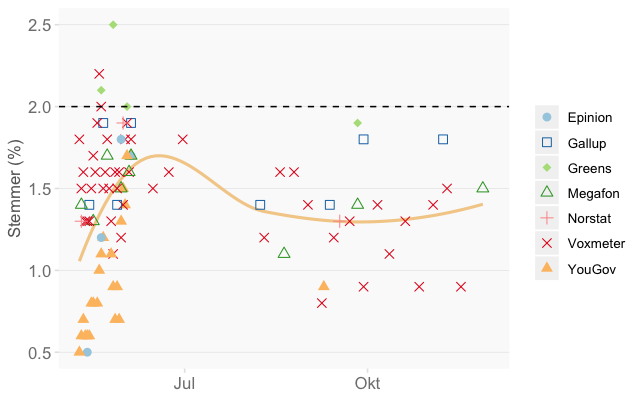 Stemmer (%)
2.5
2.0
1.5
1.0
0.5
Jul
Okt
Epinion
Gallup
Greens
Megafon
Norstat
Voxmeter
YouGov